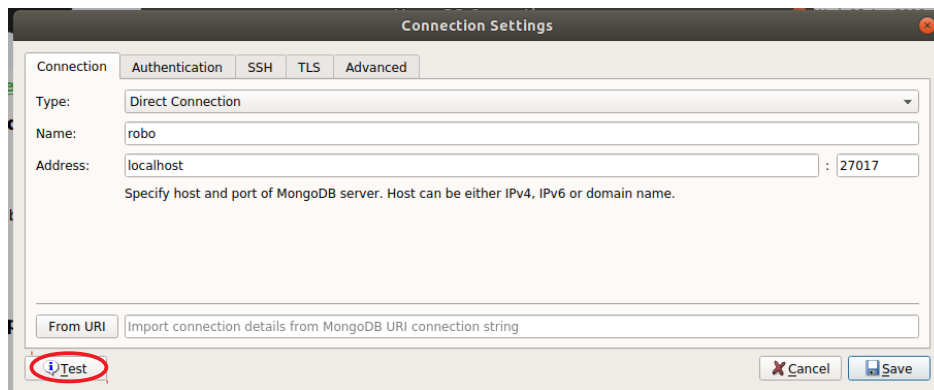 Connection Settings
Connection Authentication SSH TLS Advanced
Type: Direct Connection
Name: robo
Address: localhost : 27017
Specify host and port of MongoDB server. Host can be either IPv4, IPv6 or domain name.
From URI Import connection details from MongoDB URI connection string
Test Cancel Save